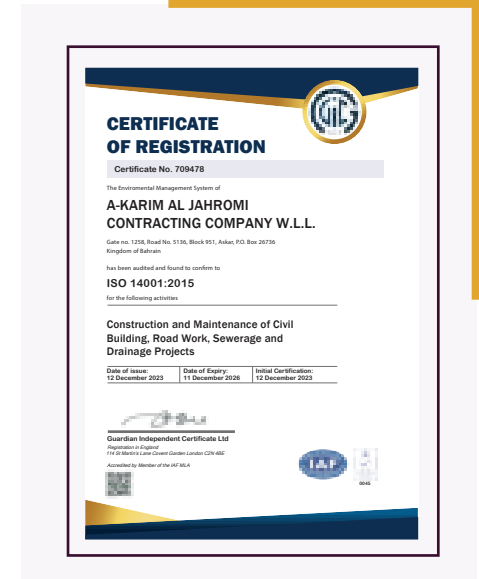 GIC
CERTIFICATE
OF REGISTRATION
Certificate No. 709478
The Enviromental Management System of
A-KARIM AL JAHROMI
CONTRACTING COMPANY W.L.L.
Gate no. 1258, Road No. 5136, Block 951, Askar, P.O. Box 26736
Kingdom of Bahrain
has been audited and found to confirm to
ISO 14001:2015
for the following activities
Construction and Maintenance of Civil
Building, Road Work, Sewerage and
Drainage Projects
Date of issue: Date of Expiry: Initial Certification:
12 December 2023 11 December 2026 12 December 2023
Guardian Independent Certificate Ltd
Registration in England
114 St Martin's Lane Covent Garden London C2N 4BE
Accredited by Member of the IAF MLA
IAF
0045